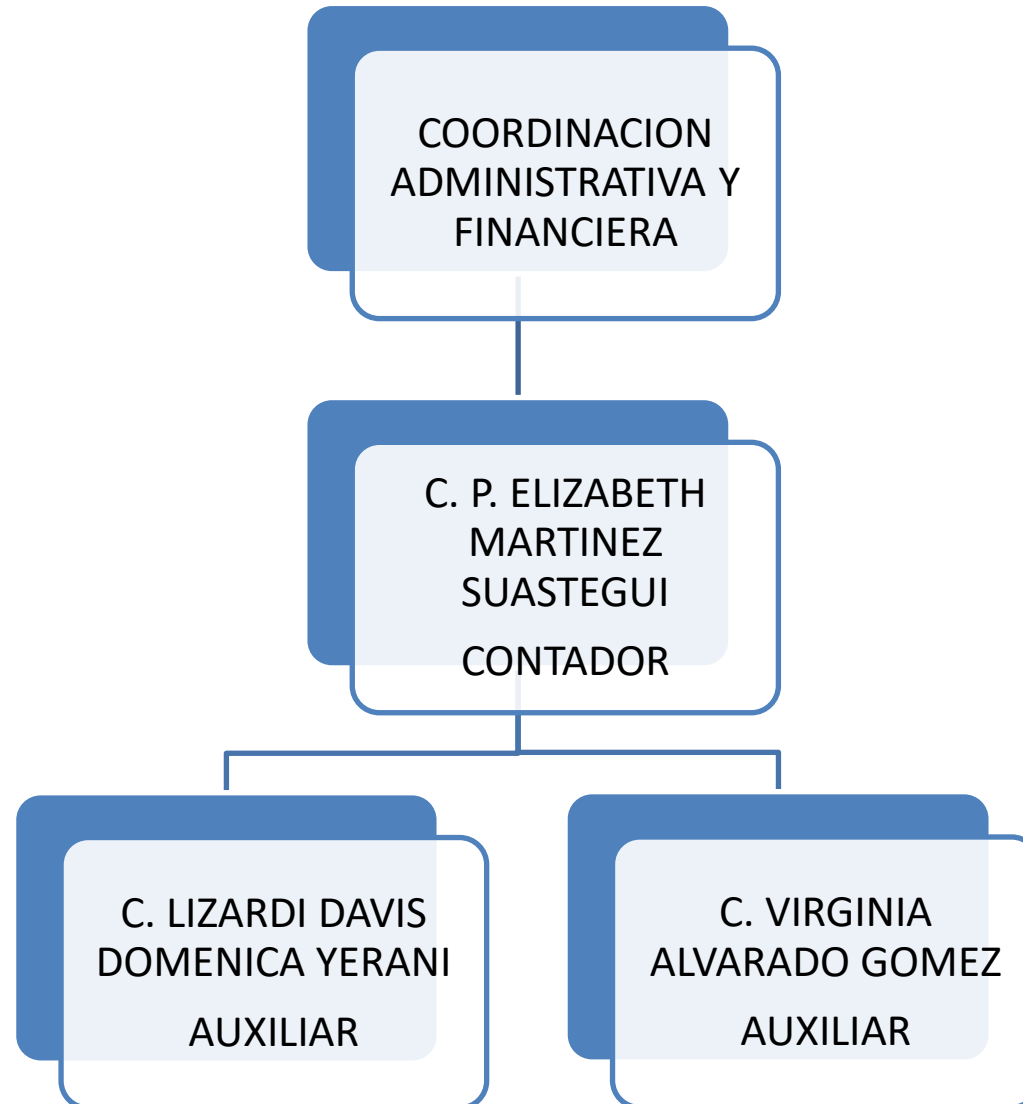 COORDINACION
ADMINISTRATIVA Y
FINANCIERA
C. P. ELIZABETH
MARTINEZ
SUASTEGUI
CONTADOR
C. LIZARDI DAVIS
DOMENICA YERANI
AUXILIAR
C. VIRGINIA
ALVARADO GOMEZ
AUXILIAR